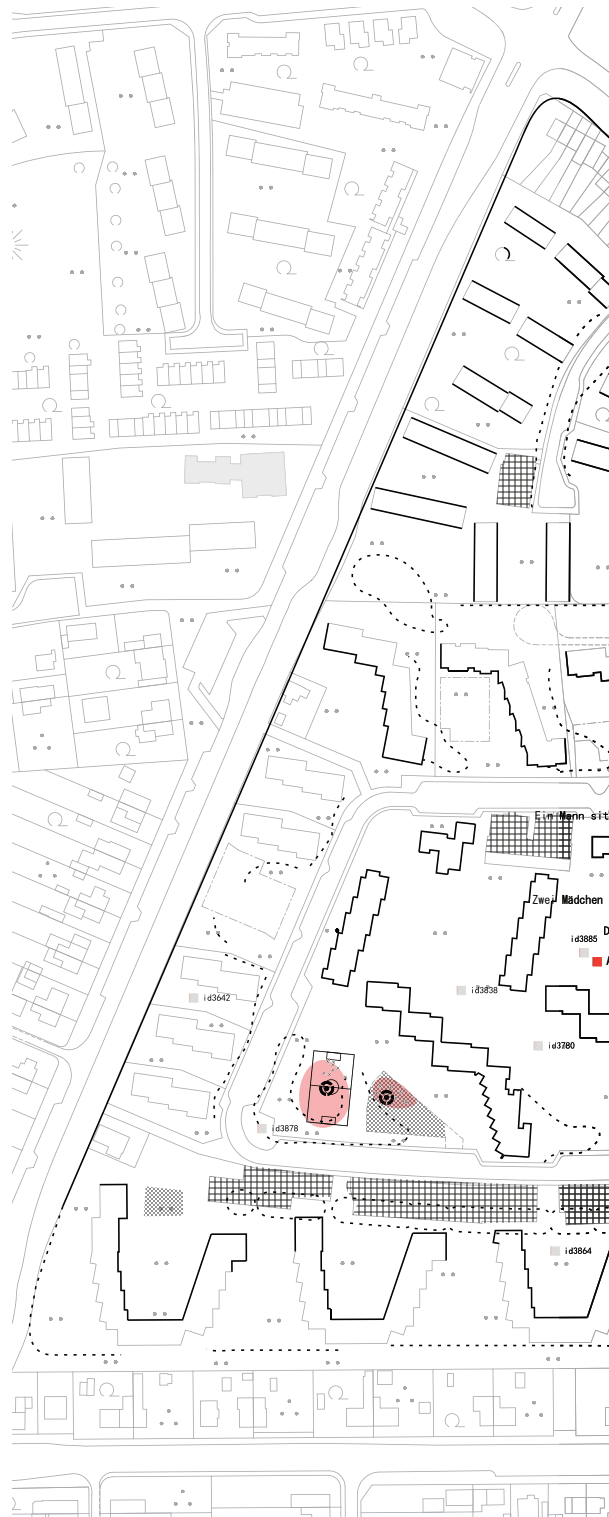 Ein Mann sit
Zwei Mädchen
D
id3885
A
id3838
id3642
id3780
id3878
id3864